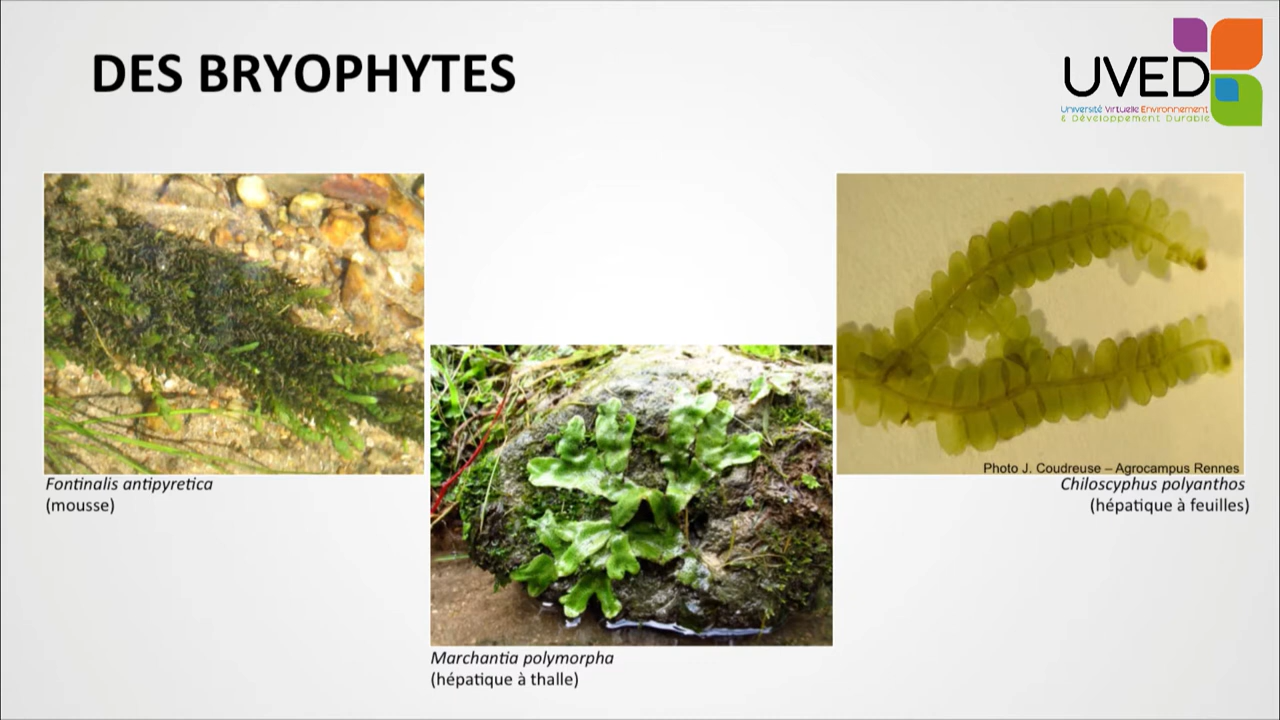 DES BRYOPHYTES
UVED
Université Virtuelle Environnement
& Développement Durable
Fontinalis antipyretica
(mousse)
Marchantia polymorpha
(hépatique à thalle)
Photo J. Coudreuse – Agrocampus Rennes
Chiloscyphus polyanthos
(hépatique à feuilles)